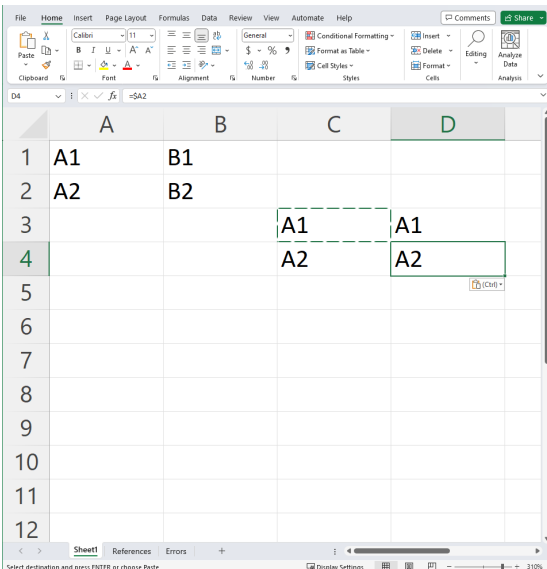 File Home Insert Page Layout Formulas Data Review View Automate Help Comments Share
Calibri 11 General Conditional Formatting Insert
Paste B I U A A A $ % Format as Table Delete Editing Analyze Data
Cell Styles Format
Clipboard Font Alignment Number Styles Cells Analysis
D4 fx =$A2
A B C D
1 A1 B1
2 A2 B2
3 A1 A1
4 A2 A2
5 (Ctrl)
6
7
8
9
10
11
12
Sheet1 References Errors +
Select destination and press ENTER or choose Paste Display Settings 310%